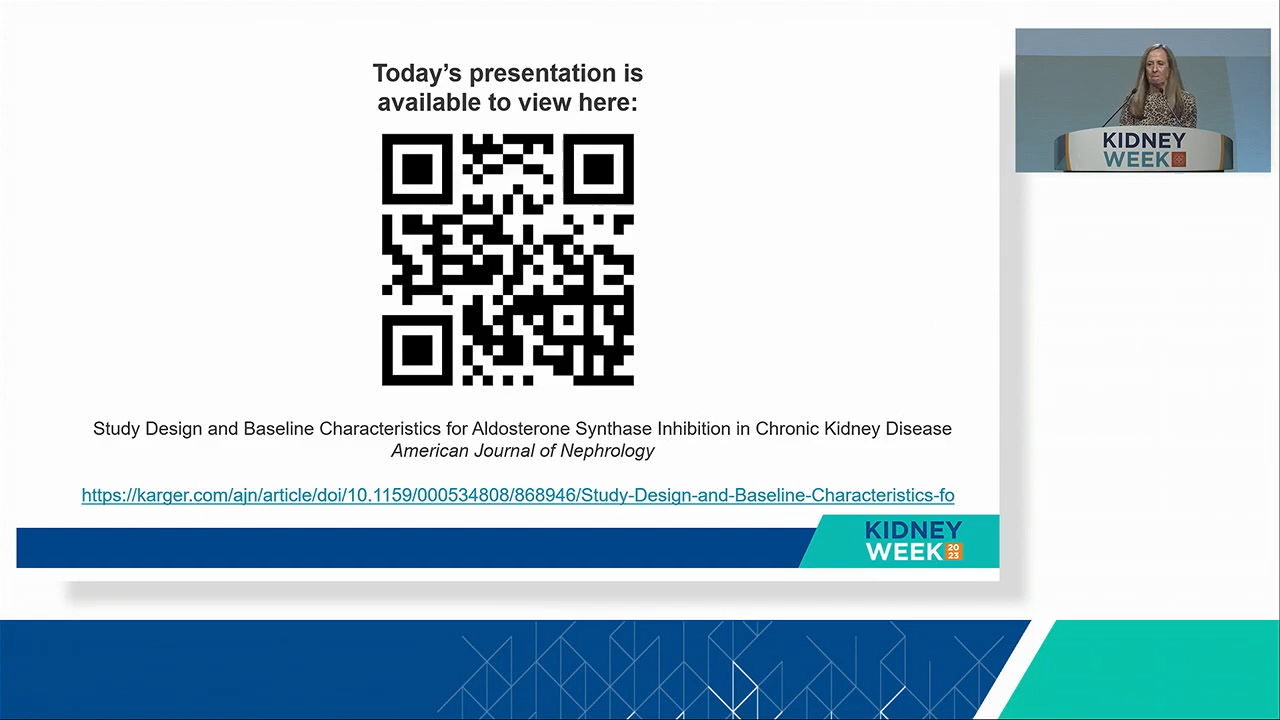 Today's presentation is
available to view here:
Study Design and Baseline Characteristics for Aldosterone Synthase Inhibition in Chronic Kidney Disease
American Journal of Nephrology
https://karger.com/ajn/article/doi/10.1159/000534808/868946/Study-Design-and-Baseline-Characteristics-fo
KIDNEY
WEEK 20
23
KIDNEY
WEEK